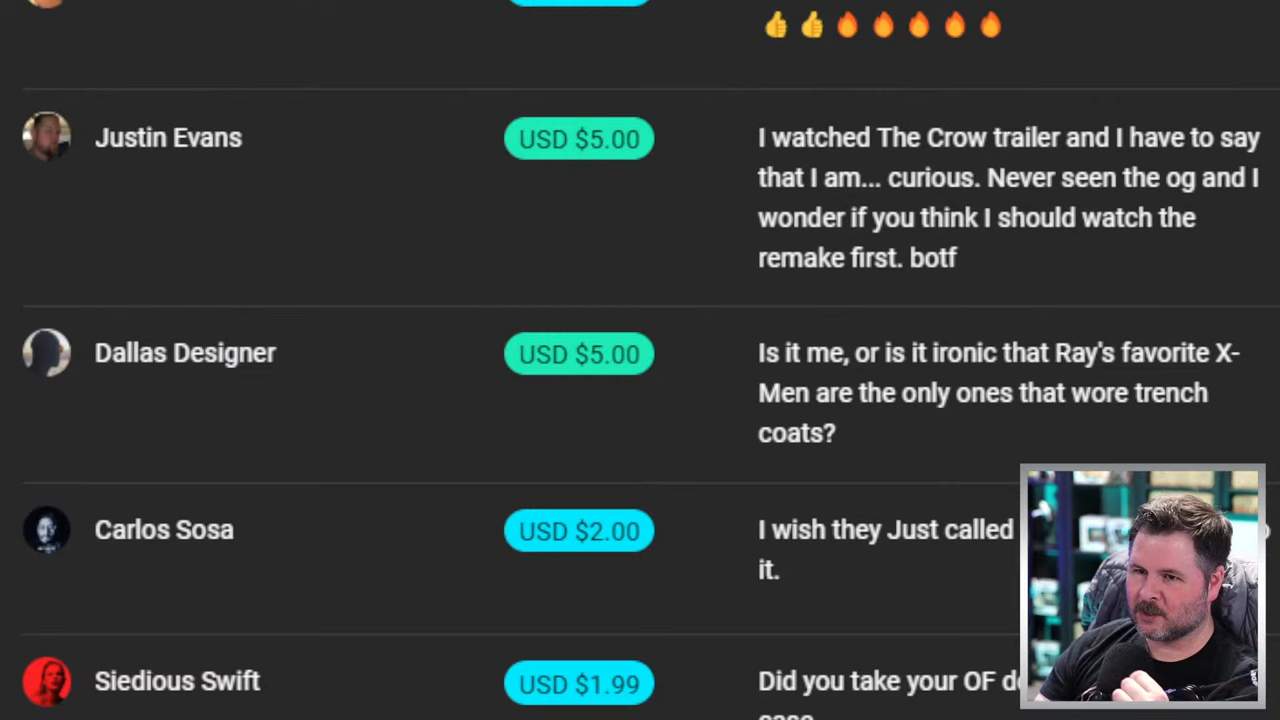 Justin Evans
USD $5.00
I watched The Crow trailer and I have to say
that I am... curious. Never seen the og and I
wonder if you think I should watch the
remake first. botf
Dallas Designer
USD $5.00
Is it me, or is it ironic that Ray's favorite X-
Men are the only ones that wore trench
coats?
Carlos Sosa
USD $2.00
I wish they Just called
it.
Siedious Swift
USD $1.99
Did you take your OF